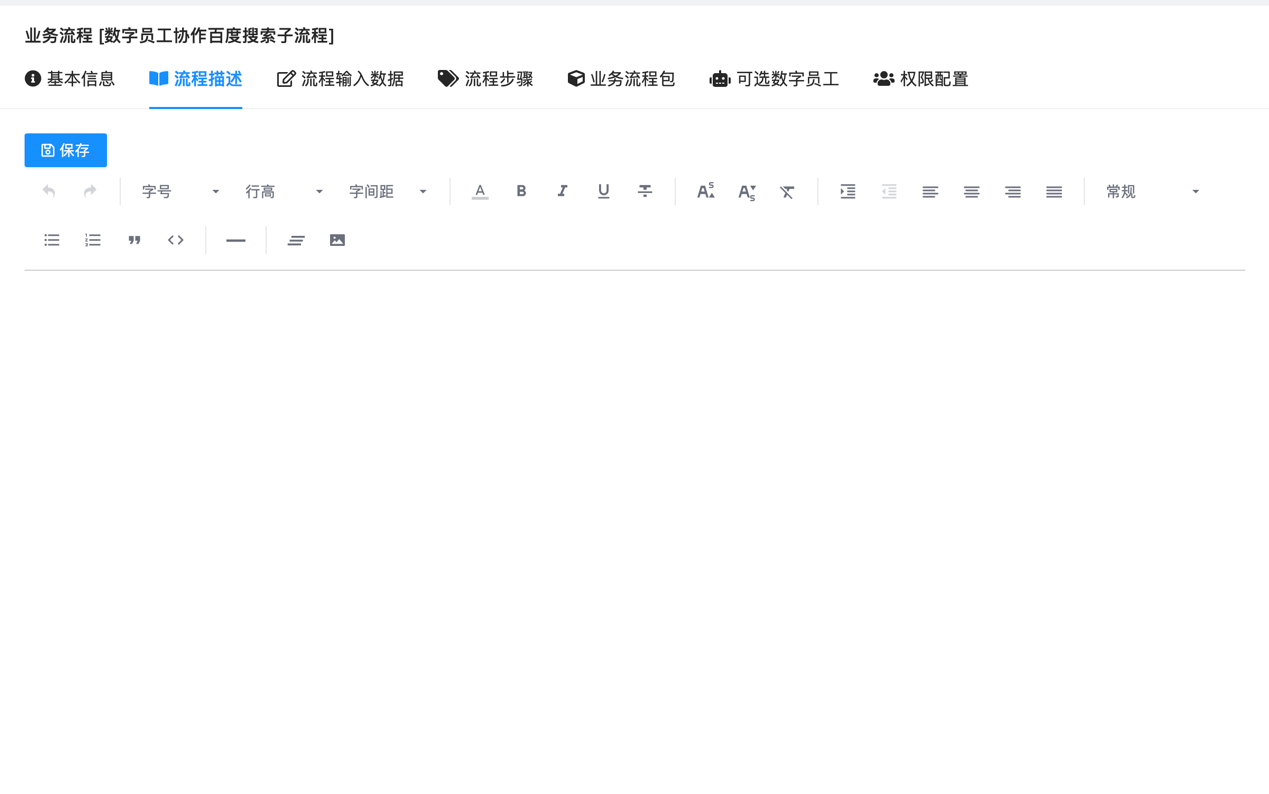 业务流程 [数字员工协作百度搜索子流程]
基本信息 流程描述 流程输入数据 流程步骤 业务流程包 可选数字员工 权限配置
保存
字号 行高 字间距 常规